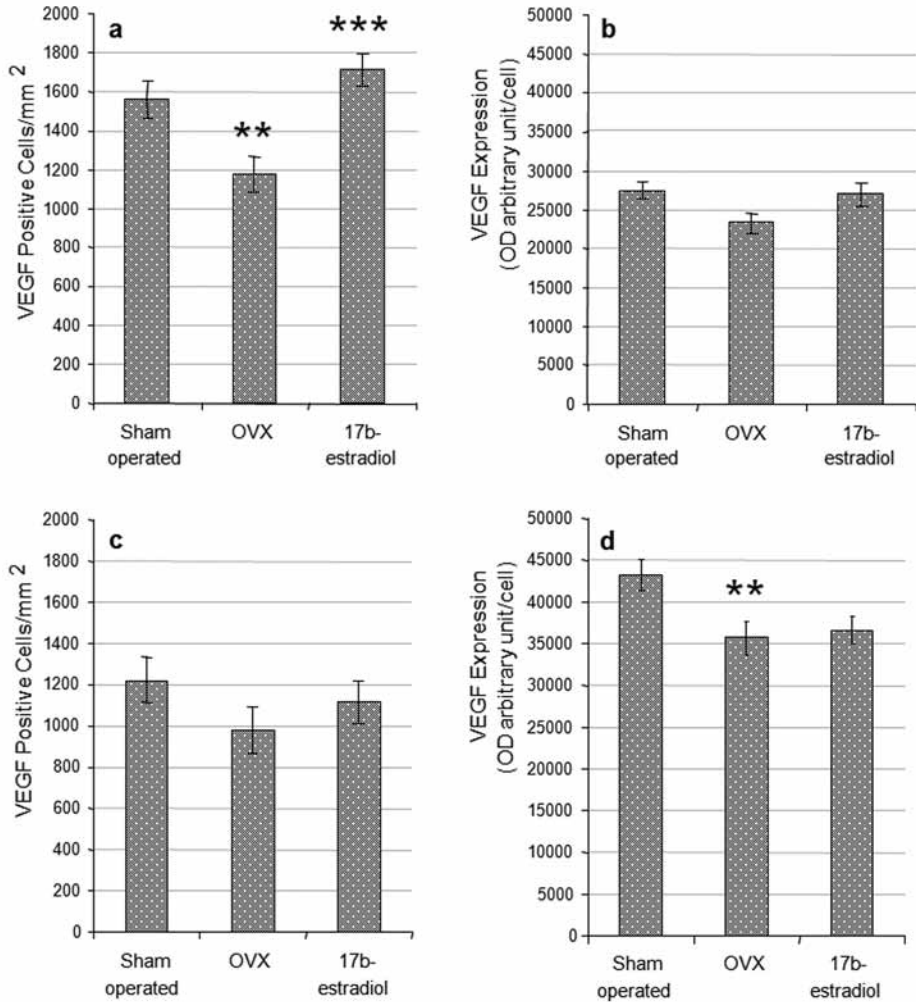 a
***
**
VEGF Positive Cells/mm 2
2000
1800
1600
1400
1200
1000
800
600
400
200
0
Sham operated
OVX
17b-estradiol
b
VEGF Expression
(OD arbitrary unit/cell)
50000
45000
40000
35000
30000
25000
20000
15000
10000
5000
0
Sham operated
OVX
17b-estradiol
c
VEGF Positive Cells/mm 2
2000
1800
1600
1400
1200
1000
800
600
400
200
0
Sham operated
OVX
17b-estradiol
d
**
VEGF Expression
(OD arbitrary unit/cell)
50000
45000
40000
35000
30000
25000
20000
15000
10000
5000
0
Sham operated
OVX
17b-estradiol